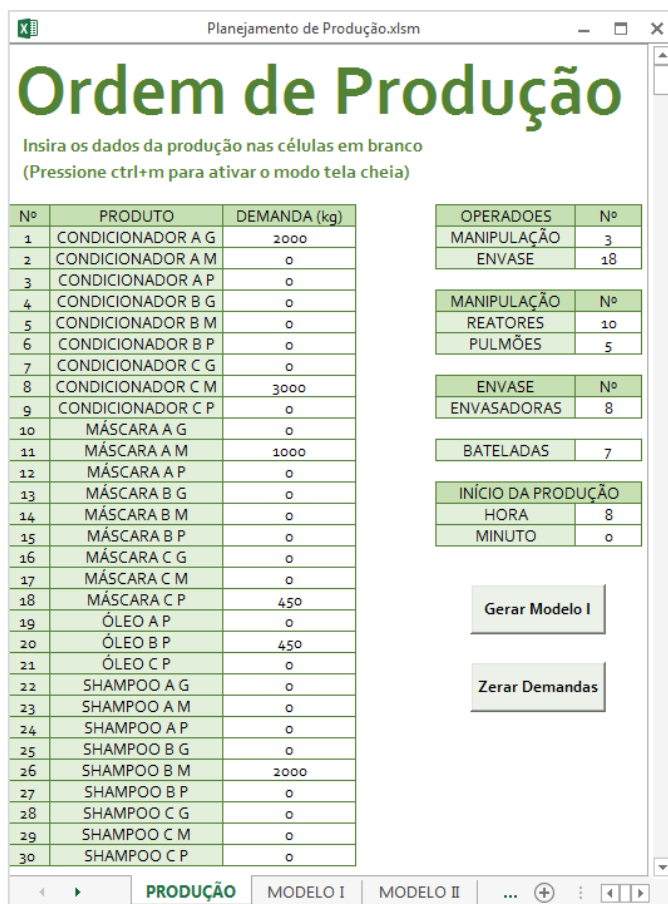 Planejamento de Produção.xlsm
Ordem de Produção
Insira os dados da produção nas células em branco
(Pressione ctrl+m para ativar o modo tela cheia)
Nº PRODUTO DEMANDA (kg)
1 CONDICIONADOR A G 2000
2 CONDICIONADOR A M 0
3 CONDICIONADOR A P 0
4 CONDICIONADOR B G 0
5 CONDICIONADOR B M 0
6 CONDICIONADOR B P 0
7 CONDICIONADOR C G 0
8 CONDICIONADOR C M 3000
9 CONDICIONADOR C P 0
10 MÁSCARA A G 0
11 MÁSCARA A M 1000
12 MÁSCARA A P 0
13 MÁSCARA B G 0
14 MÁSCARA B M 0
15 MÁSCARA B P 0
16 MÁSCARA C G 0
17 MÁSCARA C M 0
18 MÁSCARA C P 450
19 ÓLEO A P 0
20 ÓLEO B P 450
21 ÓLEO C P 0
22 SHAMPOO A G 0
23 SHAMPOO A M 0
24 SHAMPOO A P 0
25 SHAMPOO B G 0
26 SHAMPOO B M 2000
27 SHAMPOO B P 0
28 SHAMPOO C G 0
29 SHAMPOO C M 0
30 SHAMPOO C P 0
OPERADOES Nº
MANIPULAÇÃO 3
ENVASE 18
MANIPULAÇÃO Nº
REATORES 10
PULMÕES 5
ENVASE Nº
ENVASADORAS 8
BATELADAS 7
INÍCIO DA PRODUÇÃO
HORA 8
MINUTO 0
Gerar Modelo I
Zerar Demandas
PRODUÇÃO MODELO I MODELO II ...